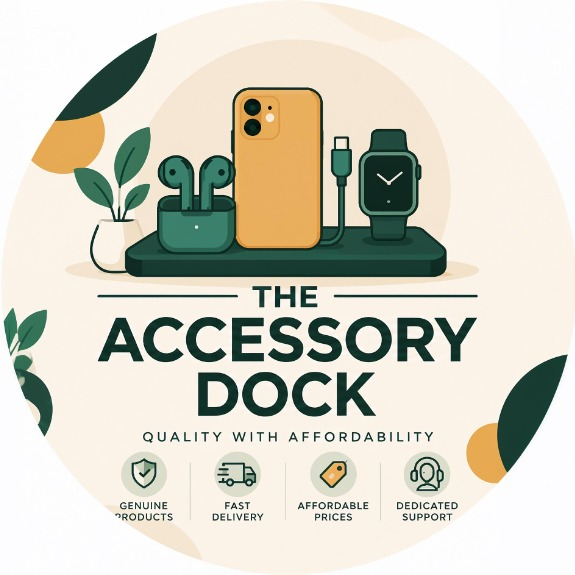 THE
ACCESSORY
DOCK
QUALITY WITH AFFORDABILITY
GENUINE PRODUCTS
FAST DELIVERY
AFFORDABLE PRICES
DEDICATED SUPPORT